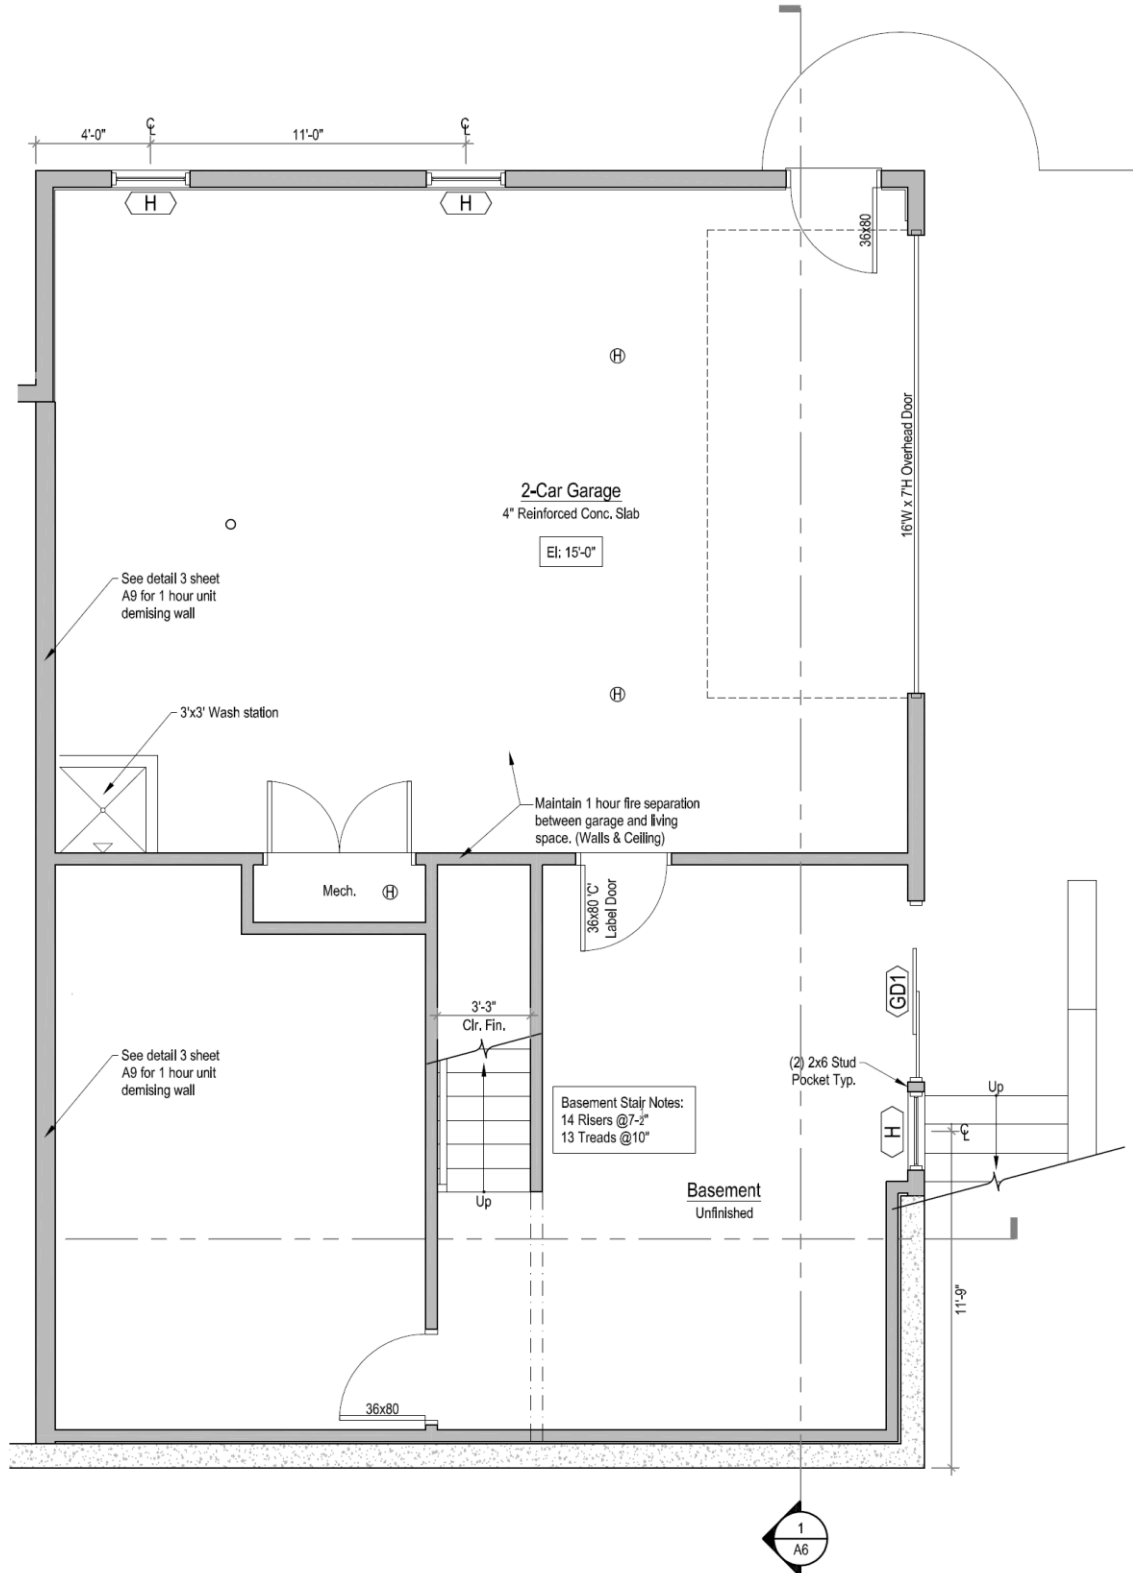 4'-0"
℄
11'-0"
℄
H
H
36x80
H
16'W x 7'H Overhead Door
2-Car Garage
4" Reinforced Conc. Slab
El: 15'-0"
See detail 3 sheet
A9 for 1 hour unit
demising wall
H
3'x3' Wash station
Maintain 1 hour fire separation
between garage and living
space. (Walls & Ceiling)
Mech.
H
36x80 'C'
Label Door
GD1
3'-3"
Clr. Fin.
See detail 3 sheet
A9 for 1 hour unit
demising wall
(2) 2x6 Stud
Pocket Typ.
Up
Basement Stair Notes:
14 Risers @
13 Treads @10"
H
℄
Up
Basement
Unfinished
11'-9"
36x80
1
A6